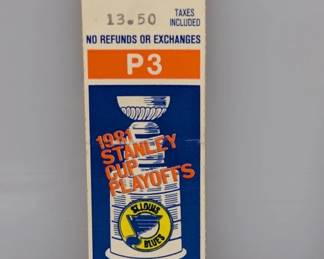 13.50
TAXES
INCLUDED
NO REFUNDS OR EXCHANGES
P3
1981
STANLEY
CUP
PLAYOFFS
ST. LOUIS
BLUES